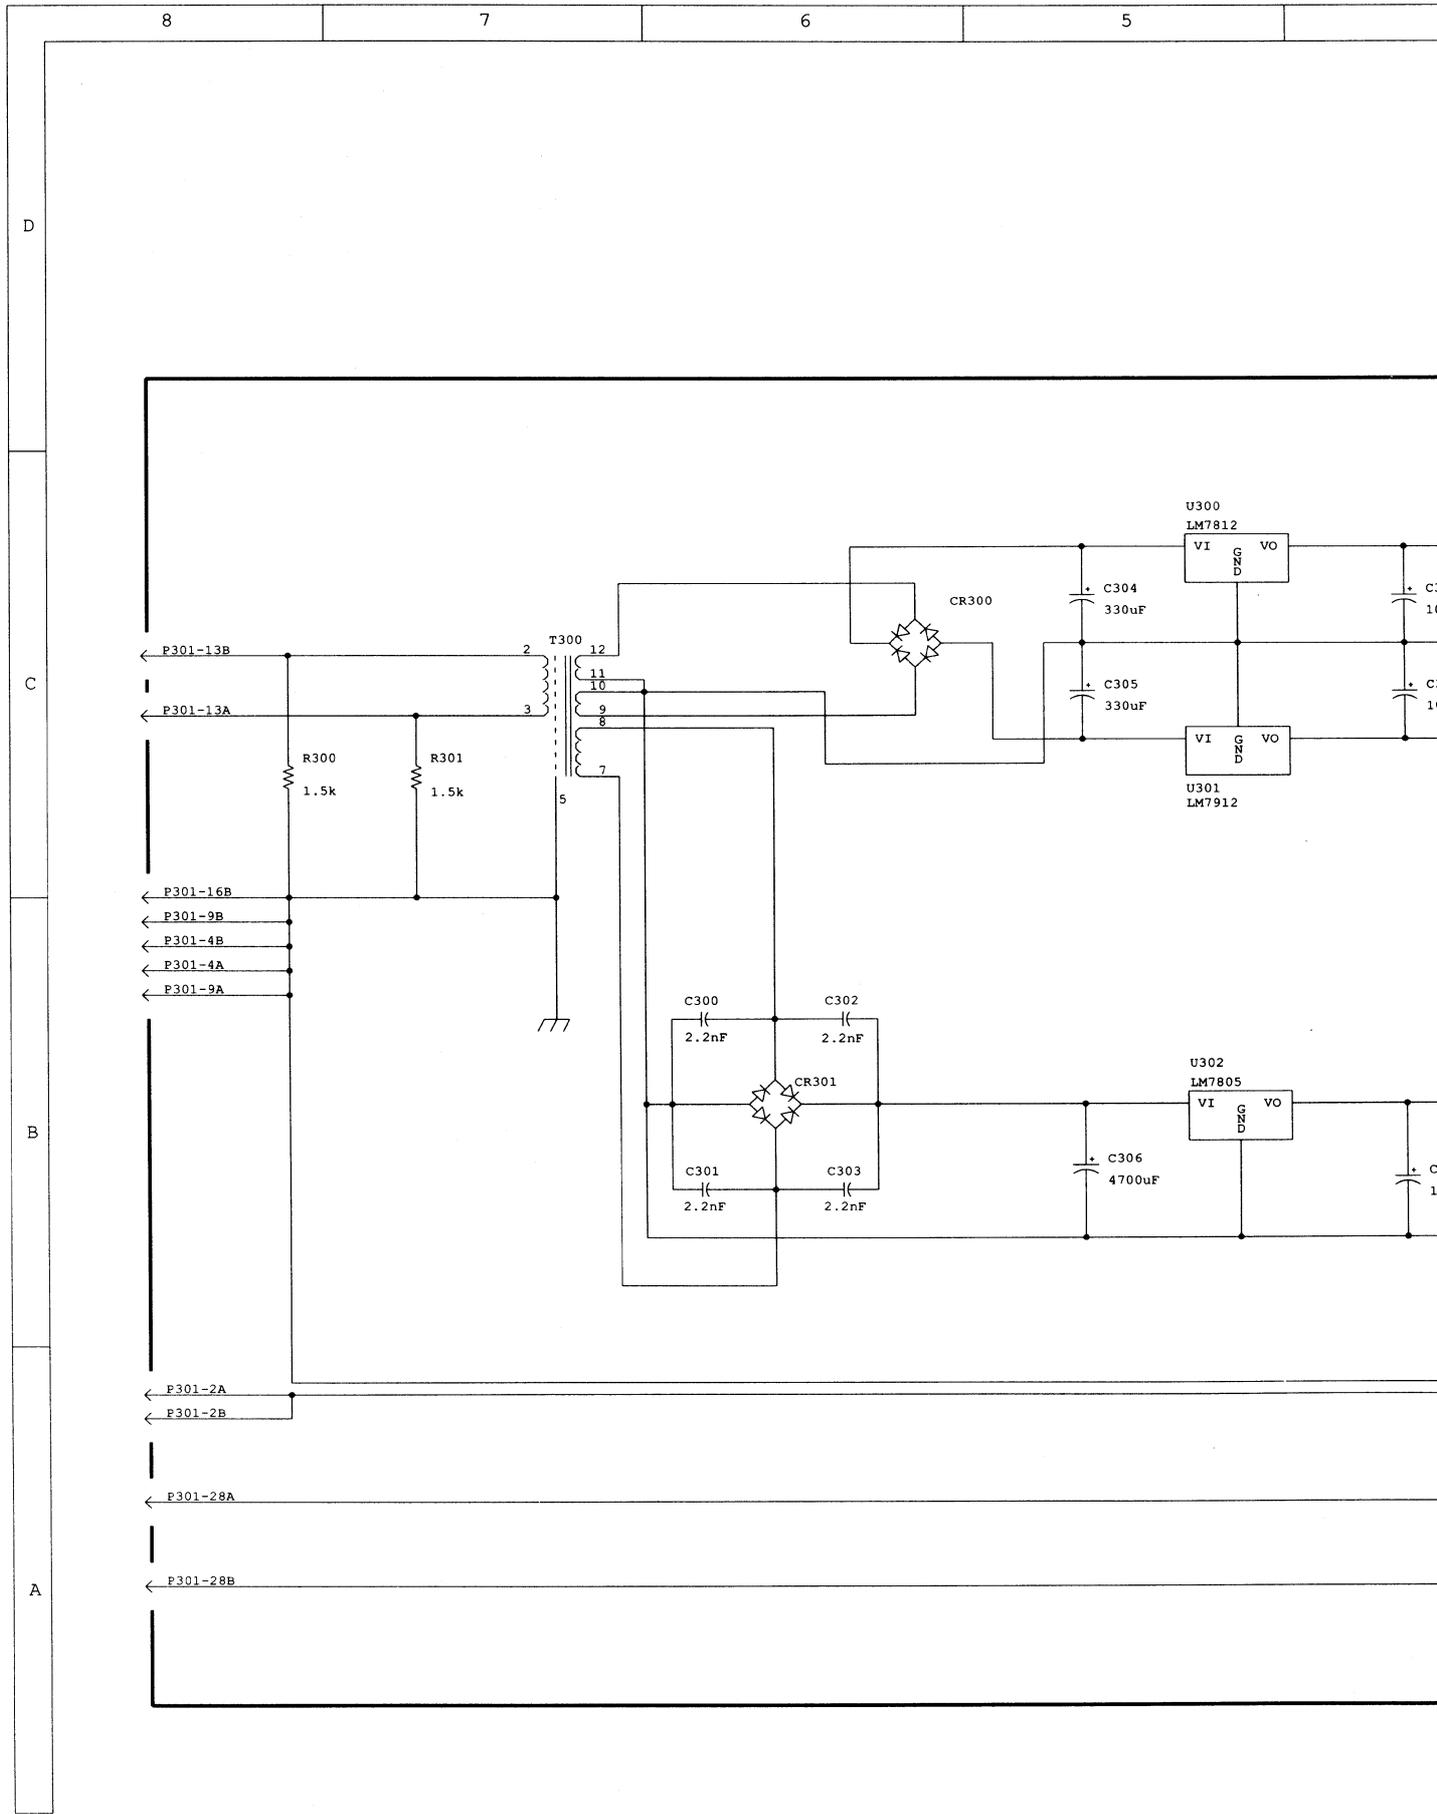 8 7 6 5
D
U300
LM7812
VI GND VO
C304
330uF
CR300
T300
P301-13B
2
12
11
10
C
C305
330uF
P301-13A
3
9
8
VI GND VO
R300
1.5k
R301
1.5k
7
5
U301
LM7912
P301-16B
P301-9B
P301-4B
P301-4A
P301-9A
C300
2.2nF
C302
2.2nF
U302
LM7805
CR301
VI GND VO
B
C306
4700uF
C301
2.2nF
C303
2.2nF
P301-2A
P301-2B
P301-28A
P301-28B
A